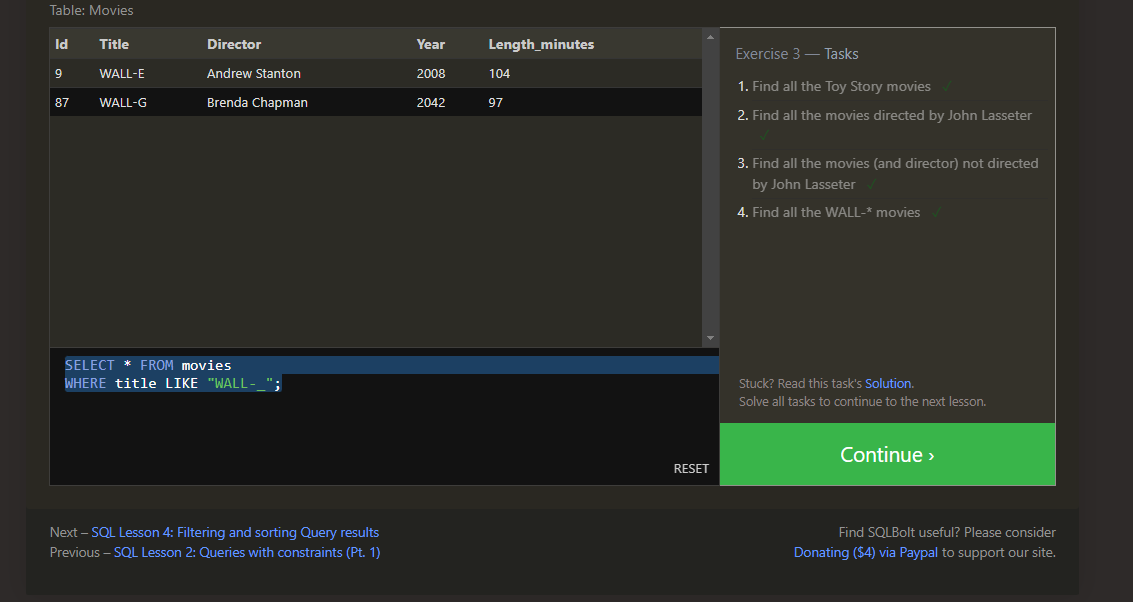 Table: Movies
Id Title Director Year Length_minutes
9 WALL-E Andrew Stanton 2008 104
87 WALL-G Brenda Chapman 2042 97
SELECT * FROM movies
WHERE title LIKE "WALL-_";
RESET
Exercise 3 — Tasks
1. Find all the Toy Story movies ✓
2. Find all the movies directed by John Lasseter
✓
3. Find all the movies (and director) not directed
by John Lasseter ✓
4. Find all the WALL-* movies ✓
Stuck? Read this task's Solution.
Solve all tasks to continue to the next lesson.
Continue ›
Next – SQL Lesson 4: Filtering and sorting Query results
Previous – SQL Lesson 2: Queries with constraints (Pt. 1)
Find SQLBolt useful? Please consider
Donating ($4) via Paypal to support our site.